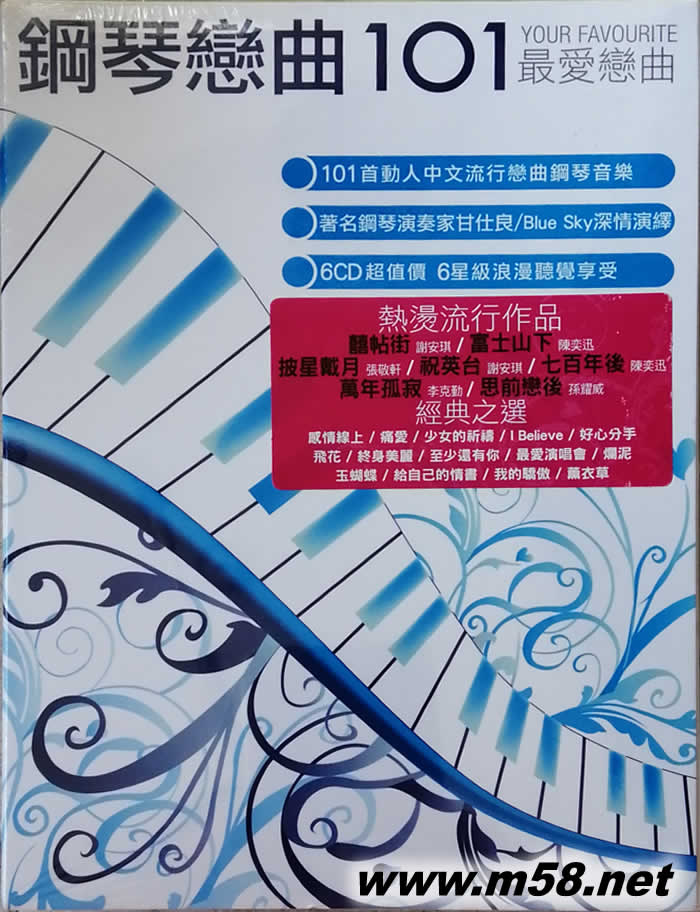 鋼琴戀曲101
YOUR FAVOURITE
最愛戀曲
101首動人中文流行戀曲鋼琴音樂
著名鋼琴演奏家甘仕良/Blue Sky深情演繹
6CD超值價 6星級浪漫聽覺享受
熱燙流行作品
囍帖街 謝安琪 / 富士山下 陳奕迅
披星戴月 張敬軒 / 祝英台 謝安琪 / 七百年後 陳奕迅
萬年孤寂 李克勤 / 思前戀後 孫耀威
經典之選
感情線上 / 痛愛 / 少女的祈禱 / I Believe / 好心分手
飛花 / 終身美麗 / 至少還有你 / 最愛演唱會 / 爛泥
玉蝴蝶 / 給自己的情書 / 我的驕傲 / 薰衣草
www.m58.net